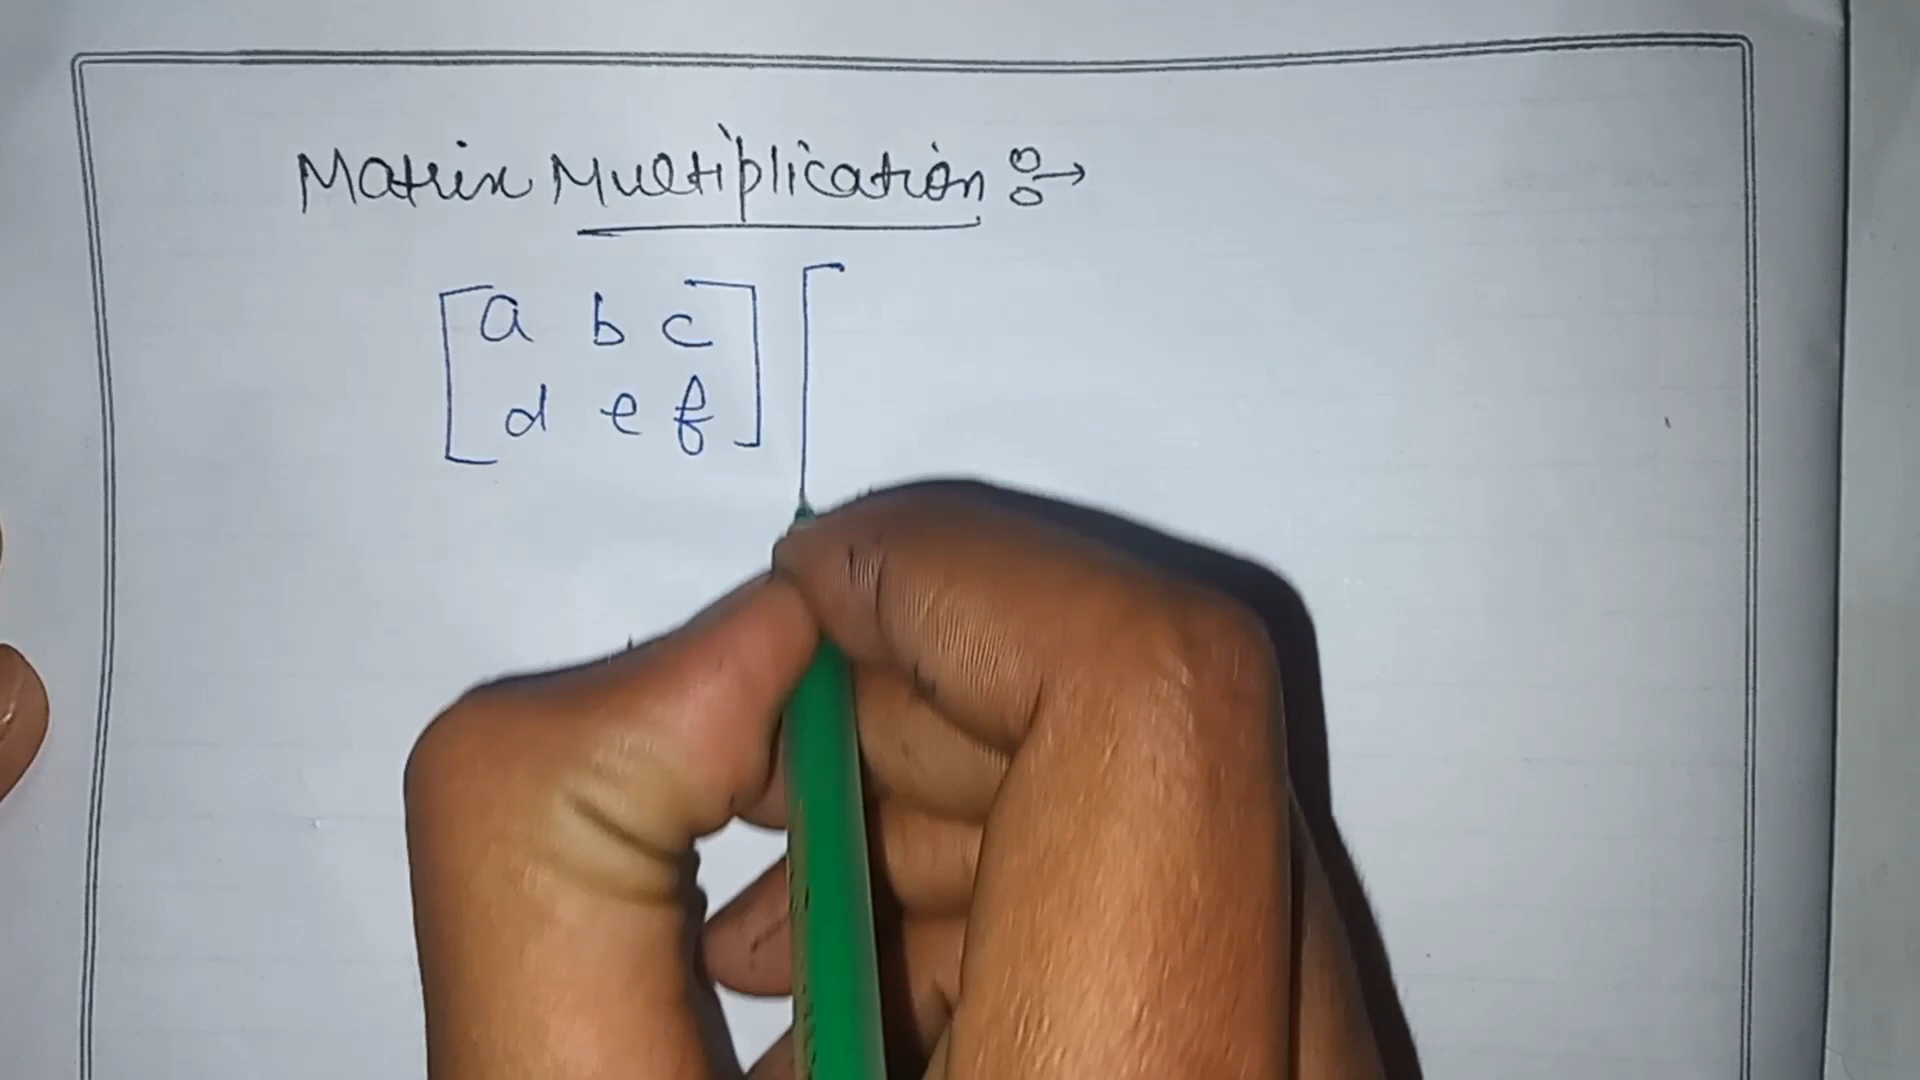 Matrix Multiplication :→
[a b c] [
[d e f]